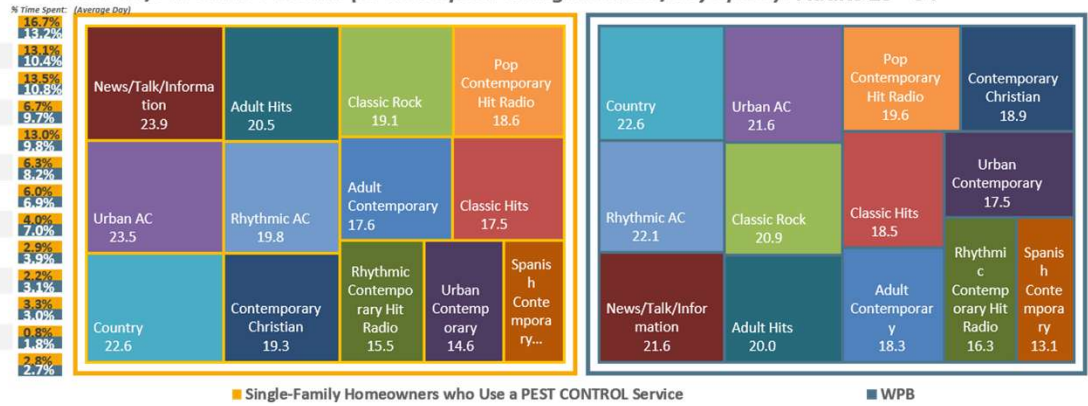 % Time Spent: (Average Day)
16.7%
13.2%
13.1%
10.4%
13.5%
10.8%
6.7%
9.7%
13.0%
9.8%
6.3%
8.2%
6.0%
6.9%
4.0%
7.0%
2.9%
3.9%
2.2%
3.1%
3.3%
3.0%
0.8%
1.8%
2.8%
2.7%
News/Talk/Informa
tion
23.9
Adult Hits
20.5
Classic Rock
19.1
Pop
Contemporary
Hit Radio
18.6
Urban AC
23.5
Rhythmic AC
19.8
Adult
Contemporary
17.6
Classic Hits
17.5
Country
22.6
Contemporary
Christian
19.3
Rhythmic
Contempo
rary Hit
Radio
15.5
Urban
Contemp
orary
14.6
Spanis
h
Conte
mpora
ry...
Country
22.6
Urban AC
21.6
Pop
Contemporary
Hit Radio
19.6
Contemporary
Christian
18.9
Rhythmic AC
22.1
Classic Rock
20.9
Classic Hits
18.5
Urban
Contemporary
17.5
News/Talk/Infor
mation
21.6
Adult Hits
20.0
Adult
Contemporar
y
18.3
Rhythmi
c
Contemp
orary Hit
Radio
16.3
Spanis
h
Conte
mpora
ry
13.1
Single-Family Homeowners who Use a PEST CONTROL Service
WPB